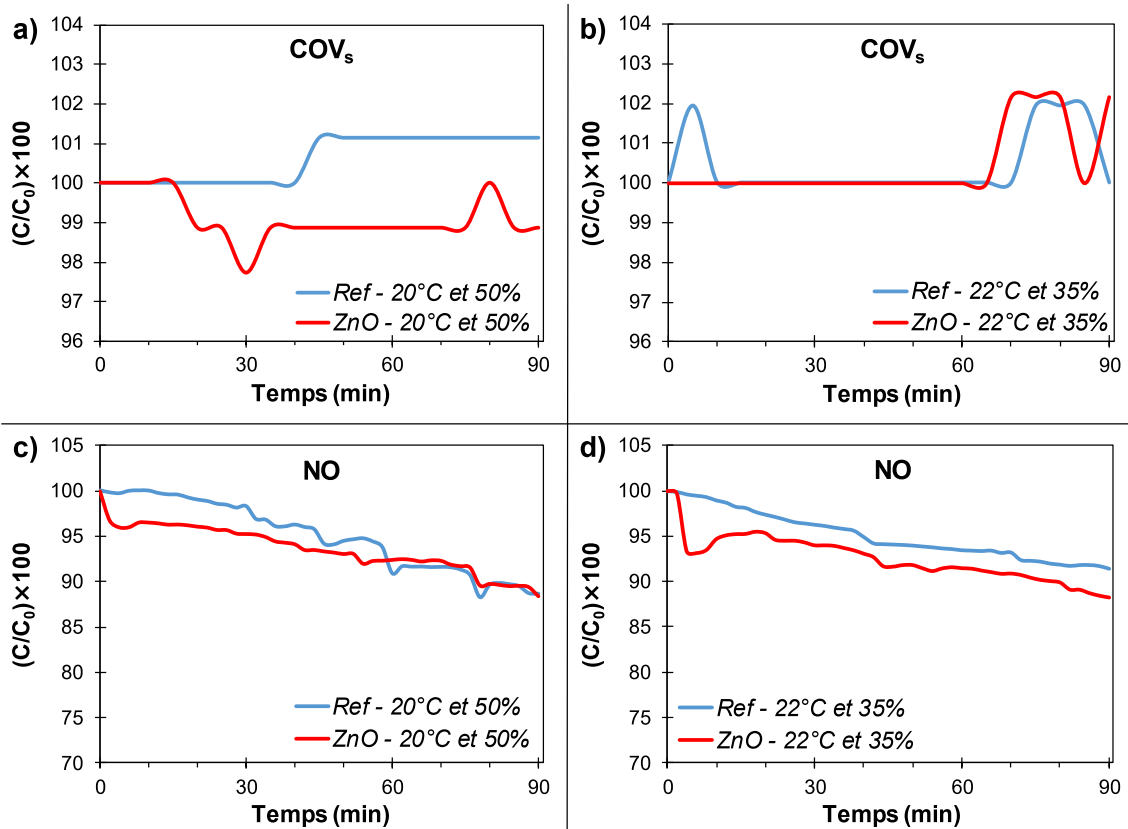 a)
COVs
(C/C0)×100
104
103
102
101
100
99
98
97
96
Ref - 20°C et 50%
ZnO - 20°C et 50%
0 30 60 90
Temps (min)
b)
COVs
(C/C0)×100
104
103
102
101
100
99
98
97
96
Ref - 22°C et 35%
ZnO - 22°C et 35%
0 30 60 90
Temps (min)
c)
NO
(C/C0)×100
105
100
95
90
85
80
75
70
Ref - 20°C et 50%
ZnO - 20°C et 50%
0 30 60 90
Temps (min)
d)
NO
(C/C0)×100
105
100
95
90
85
80
75
70
Ref - 22°C et 35%
ZnO - 22°C et 35%
0 30 60 90
Temps (min)